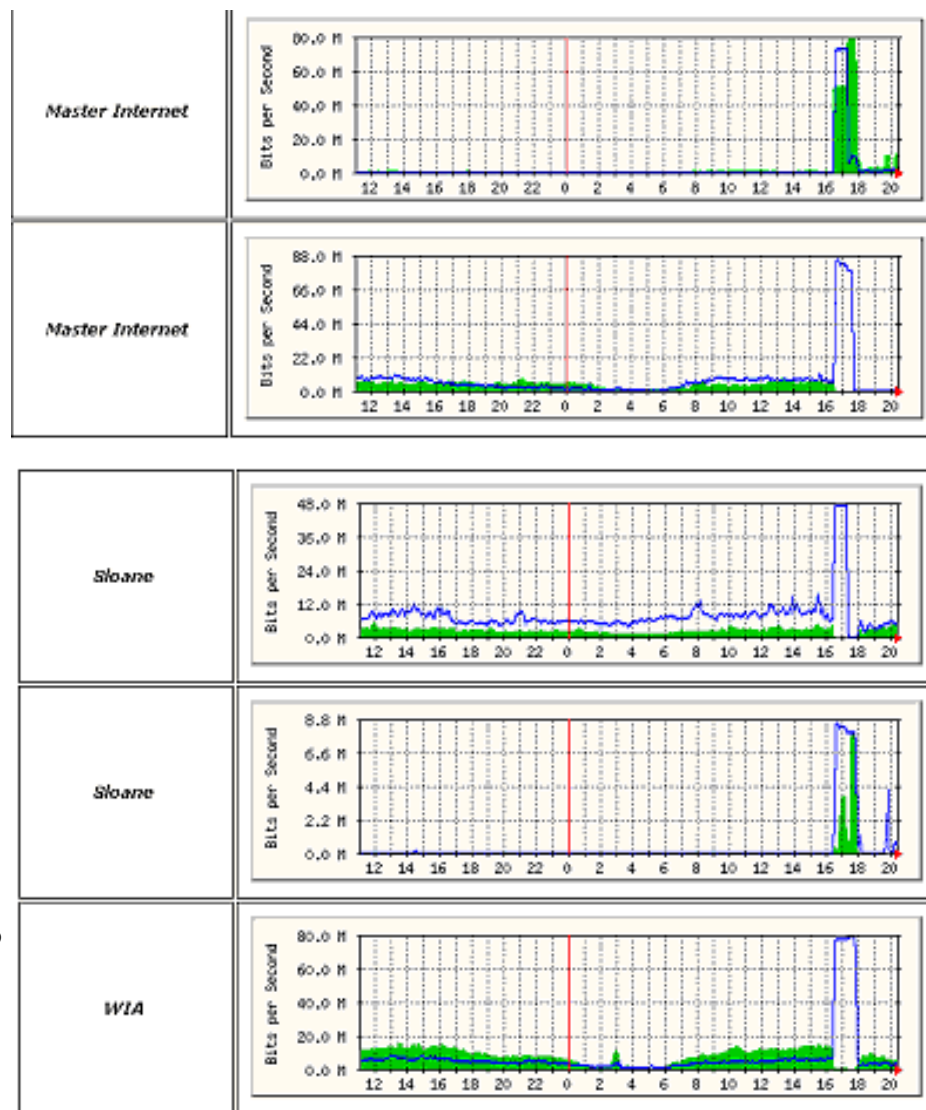 Master Internet
Bits per Second
80.0 M
60.0 M
40.0 M
20.0 M
0.0 M
12 14 16 18 20 22 0 2 4 6 8 10 12 14 16 18 20
Master Internet
Bits per Second
88.0 M
66.0 M
44.0 M
22.0 M
0.0 M
12 14 16 18 20 22 0 2 4 6 8 10 12 14 16 18 20
Sloane
Bits per Second
48.0 M
36.0 M
24.0 M
12.0 M
0.0 M
12 14 16 18 20 22 0 2 4 6 8 10 12 14 16 18 20
Sloane
Bits per Second
8.8 M
6.6 M
4.4 M
2.2 M
0.0 M
12 14 16 18 20 22 0 2 4 6 8 10 12 14 16 18 20
WIA
Bits per Second
80.0 M
60.0 M
40.0 M
20.0 M
0.0 M
12 14 16 18 20 22 0 2 4 6 8 10 12 14 16 18 20